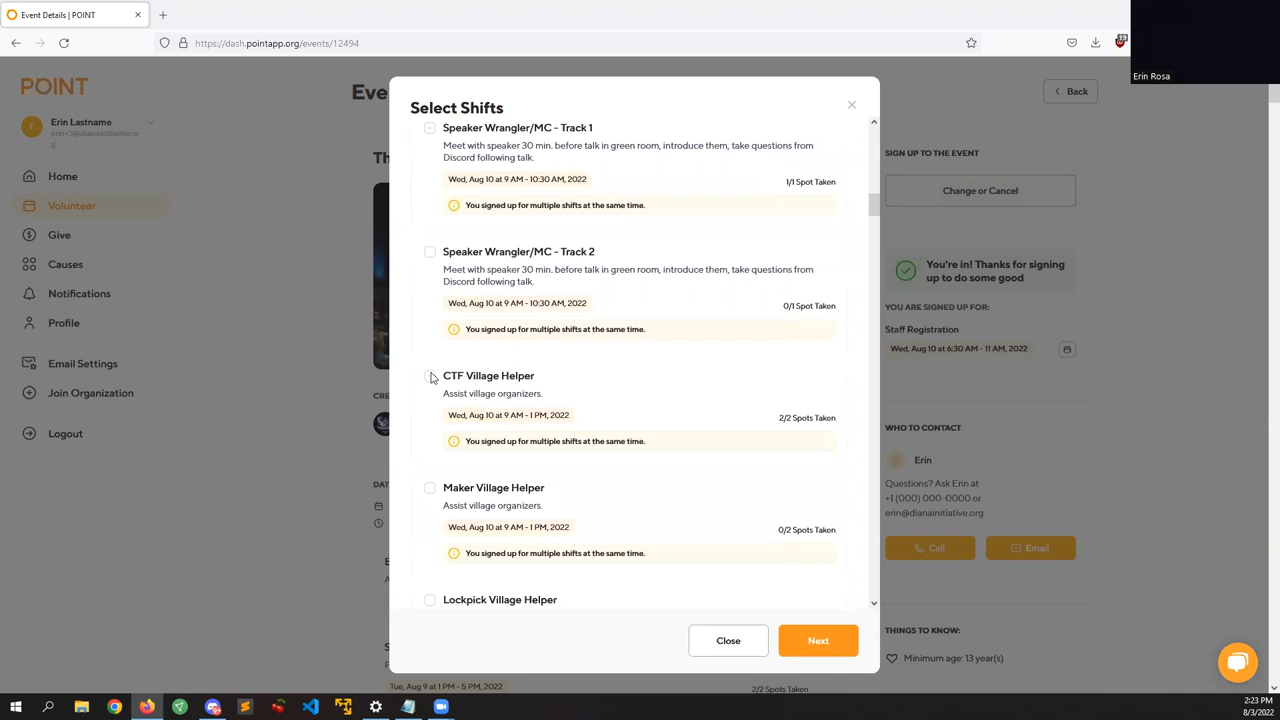 Event Details | POINT
https://dash.pointapp.org/events/12494
Erin Rosa
POINT
Erin Lastname
erin+3@dianainitiative.or
g
Home
Volunteer
Give
Causes
Notifications
Profile
Email Settings
Join Organization
Logout
Back
Select Shifts
Speaker Wrangler/MC - Track 1
Meet with speaker 30 min. before talk in green room, introduce them, take questions from
Discord following talk.
Wed, Aug 10 at 9 AM - 10:30 AM, 2022
1/1 Spot Taken
You signed up for multiple shifts at the same time.
Speaker Wrangler/MC - Track 2
Meet with speaker 30 min. before talk in green room, introduce them, take questions from
Discord following talk.
Wed, Aug 10 at 9 AM - 10:30 AM, 2022
0/1 Spot Taken
You signed up for multiple shifts at the same time.
CTF Village Helper
Assist village organizers.
Wed, Aug 10 at 9 AM - 1 PM, 2022
2/2 Spots Taken
You signed up for multiple shifts at the same time.
Maker Village Helper
Assist village organizers.
Wed, Aug 10 at 9 AM - 1 PM, 2022
0/2 Spots Taken
You signed up for multiple shifts at the same time.
Lockpick Village Helper
Close
Next
SIGN UP TO THE EVENT
Change or Cancel
You're in! Thanks for signing
up to do some good
YOU ARE SIGNED UP FOR:
Staff Registration
Wed, Aug 10 at 6:30 AM - 11 AM, 2022
WHO TO CONTACT
Erin
Questions? Ask Erin at
+1 (000) 000-0000 or
erin@dianainitiative.org
Call
Email
THINGS TO KNOW:
Minimum age: 13 year(s)
Tue, Aug 9 at 1 PM - 5 PM, 2022
2/2 Spots Taken
2:23 PM
8/3/2022